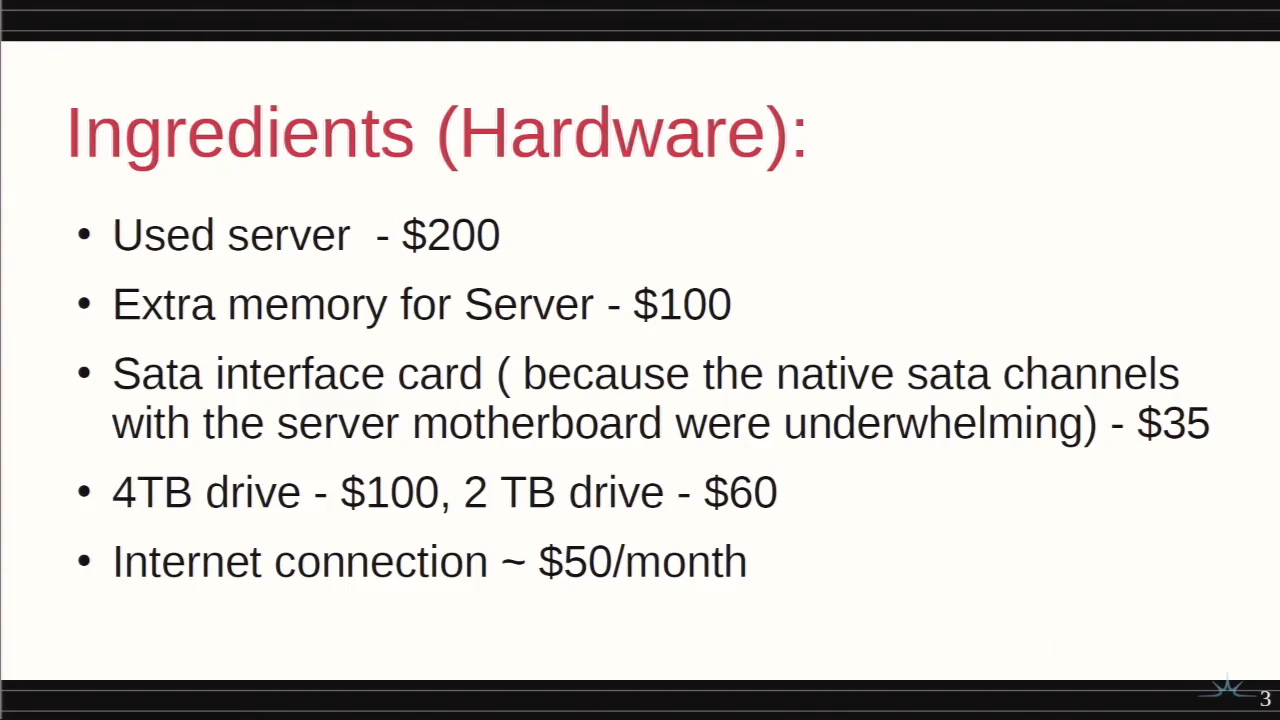 Ingredients (Hardware):
• Used server  - $200
• Extra memory for Server - $100
• Sata interface card ( because the native sata channels
with the server motherboard were underwhelming) - $35
• 4TB drive - $100, 2 TB drive - $60
• Internet connection ~ $50/month
3